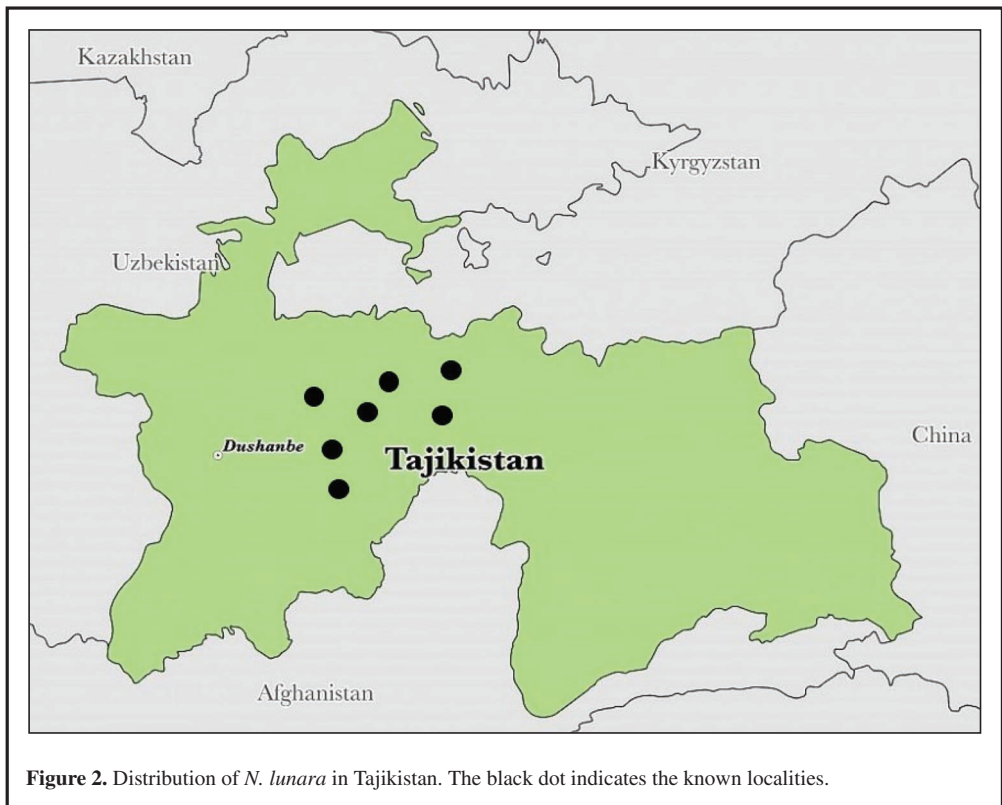 Kazakhstan
Kyrgyzstan
Uzbekistan
China
Dushanbe
Tajikistan
Afghanistan
Figure 2. Distribution of N. lunara in Tajikistan. The black dot indicates the known localities.